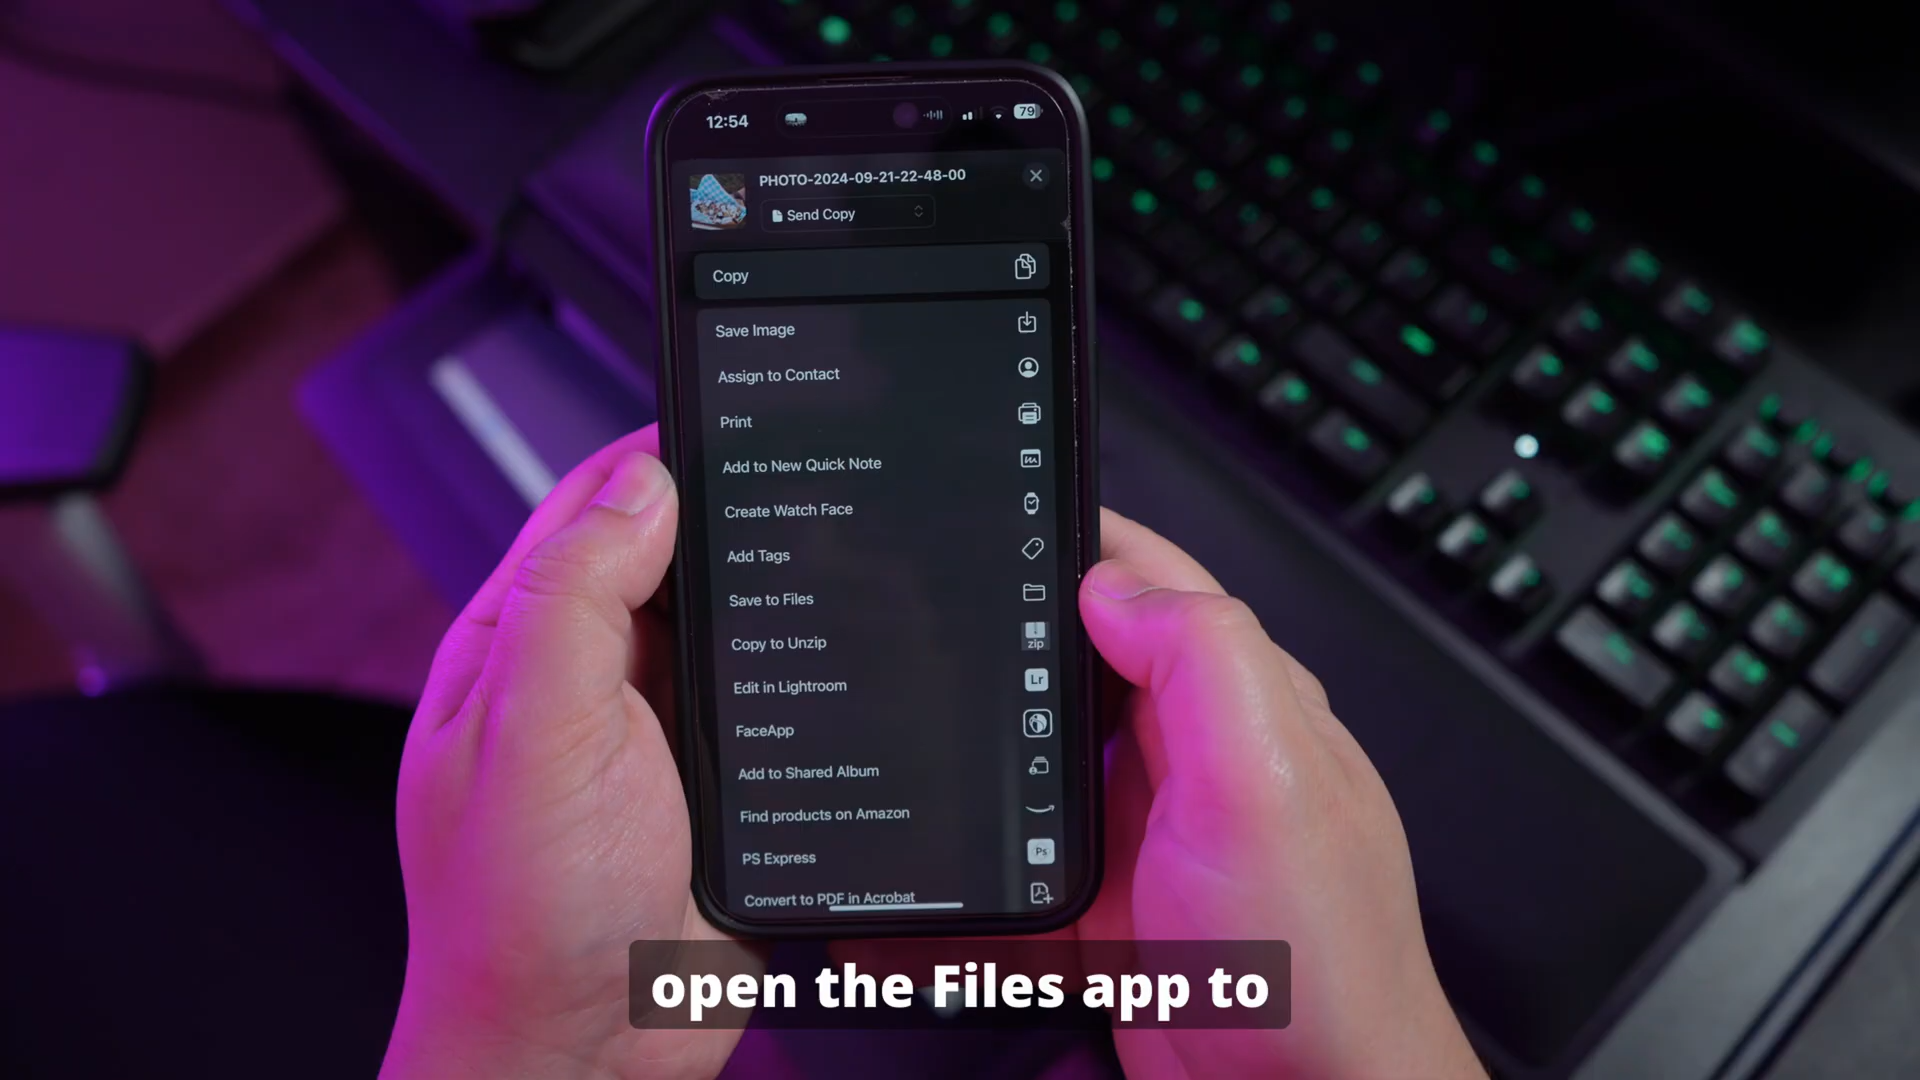 12:54
79
PHOTO-2024-09-21-22-48-00
Send Copy
Copy
Save Image
Assign to Contact
Print
Add to New Quick Note
Create Watch Face
Add Tags
Save to Files
Copy to Unzip
zip
Edit in Lightroom
Lr
FaceApp
Add to Shared Album
Find products on Amazon
PS Express
Ps
Convert to PDF in Acrobat
open the Files app to